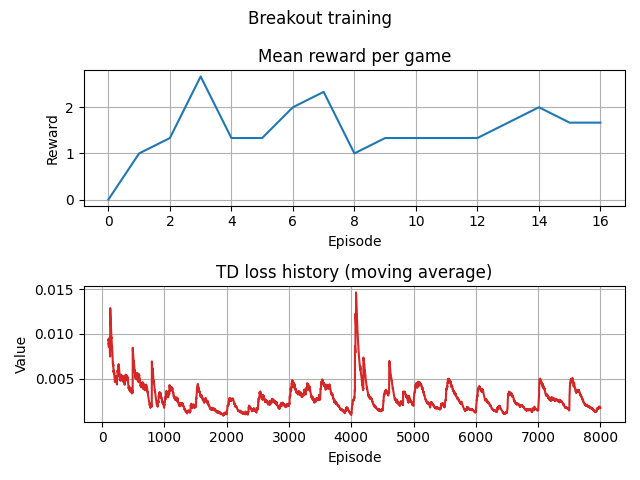 Breakout training
Mean reward per game
2
1
0
Reward
0 2 4 6 8 10 12 14 16
Episode
TD loss history (moving average)
0.015
0.010
0.005
Value
0 1000 2000 3000 4000 5000 6000 7000 8000
Episode